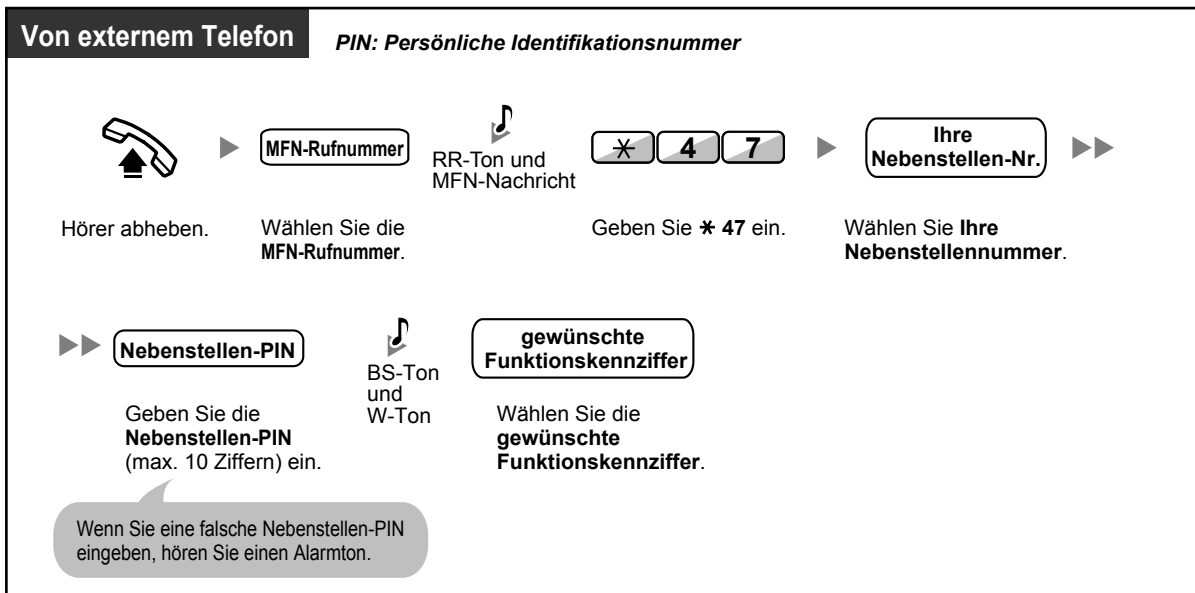 Von externem Telefon
PIN: Persönliche Identifikationsnummer
MFN-Rufnummer
RR-Ton und
MFN-Nachricht
* 4 7
Ihre
Nebenstellen-Nr.
Hörer abheben.
Wählen Sie die
MFN-Rufnummer.
Geben Sie * 47 ein.
Wählen Sie Ihre
Nebenstellennummer.
Nebenstellen-PIN
BS-Ton
und
W-Ton
gewünschte
Funktionskennziffer
Geben Sie die
Nebenstellen-PIN
(max. 10 Ziffern) ein.
Wählen Sie die
gewünschte
Funktionskennziffer.
Wenn Sie eine falsche Nebenstellen-PIN
eingeben, hören Sie einen Alarmton.